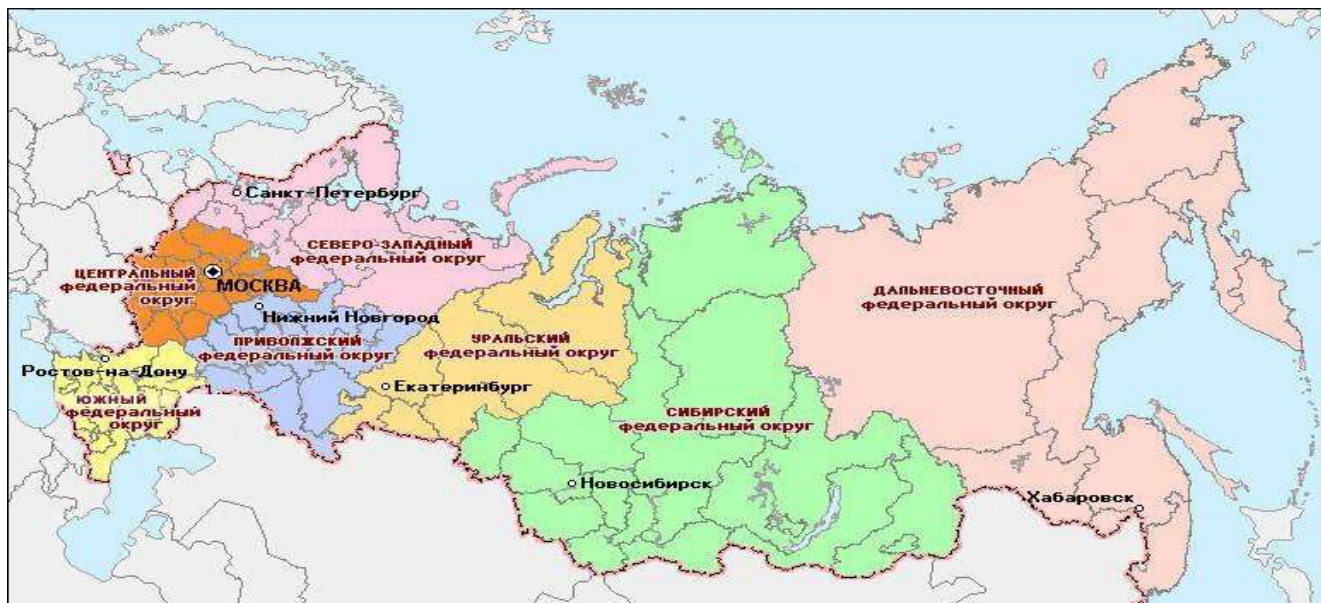 Санкт-Петербург
СЕВЕРО-ЗАПАДНЫЙ
федеральный округ
ЦЕНТРАЛЬНЫЙ
федеральный
округ
МОСКВА
Нижний Новгород
ПРИВОЛЖСКИЙ
федеральный округ
УРАЛЬСКИЙ
федеральный округ
Екатеринбург
Ростов-на-Дону
ЮЖНЫЙ
федеральный
округ
СИБИРСКИЙ
федеральный округ
Новосибирск
ДАЛЬНЕВОСТОЧНЫЙ
федеральный округ
Хабаровск